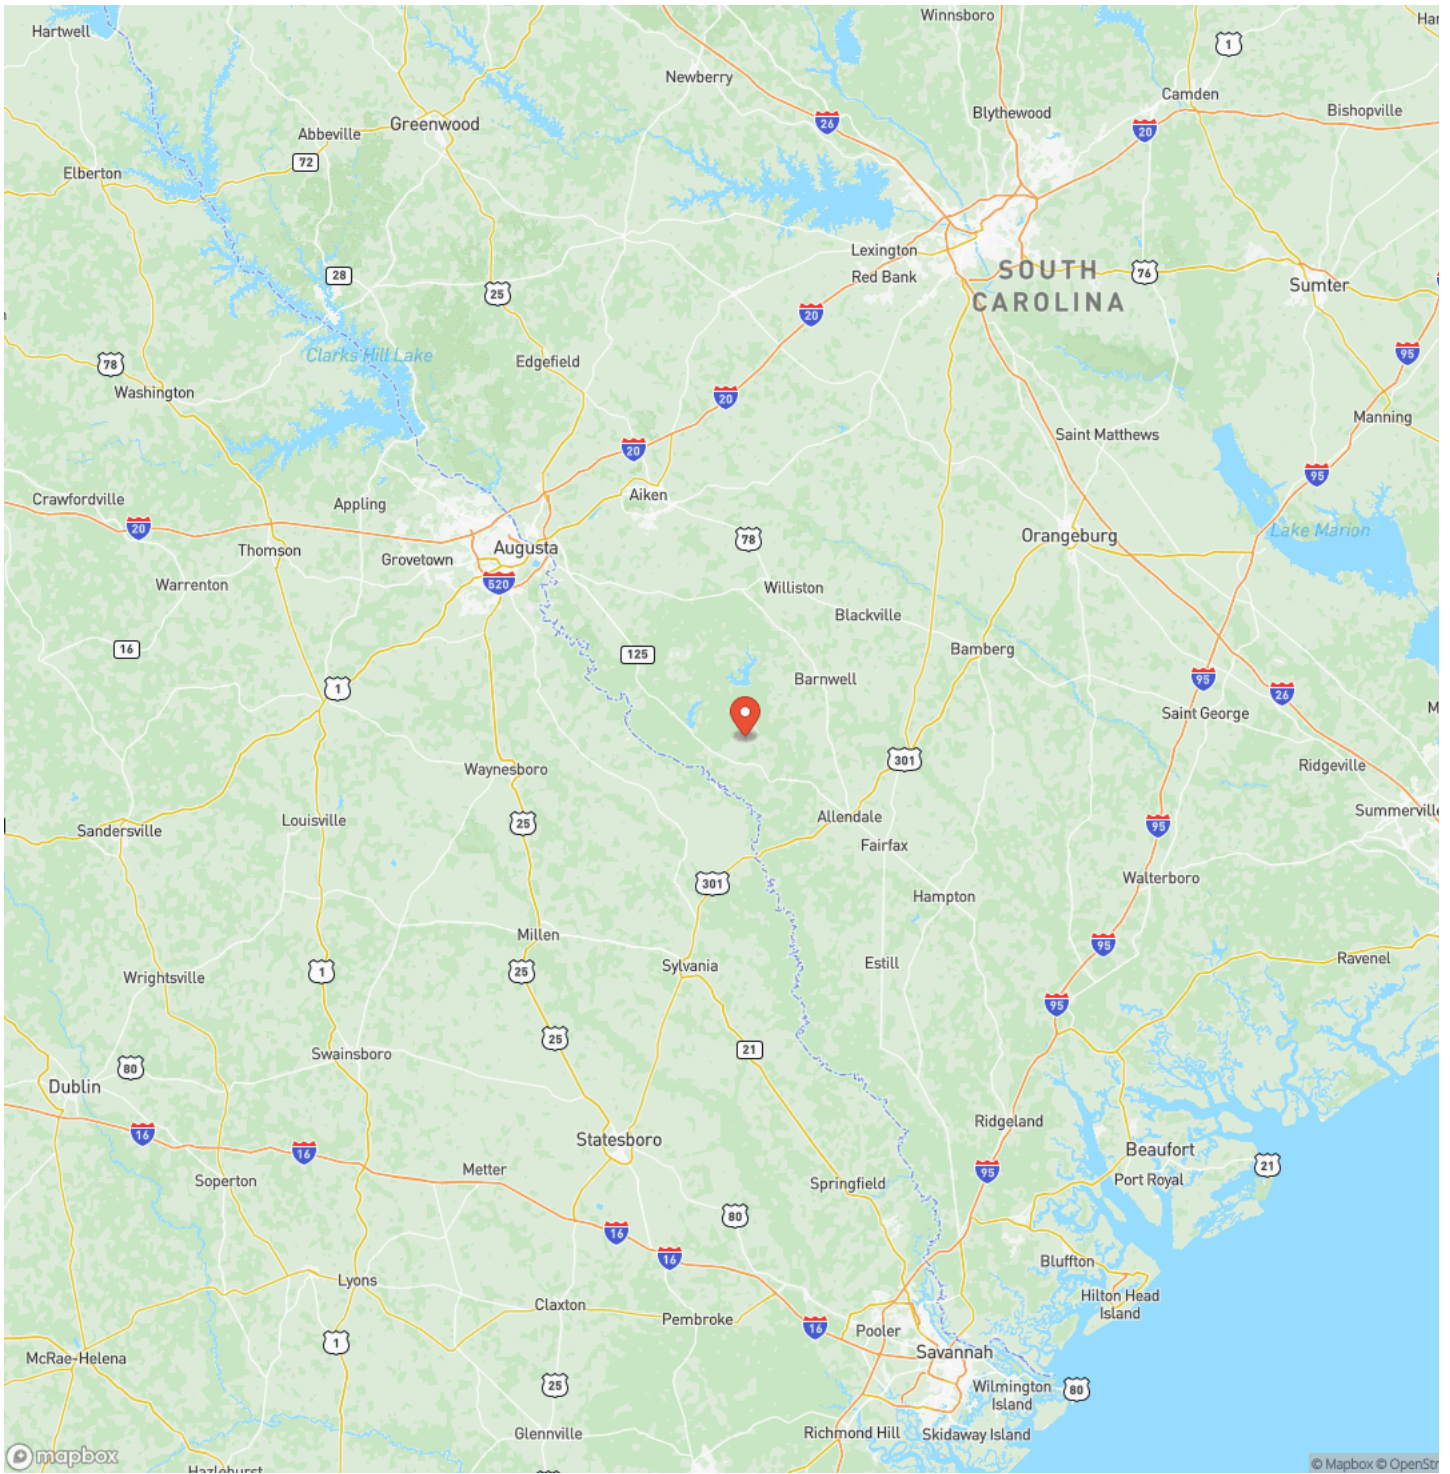 Hartwell
Winnsboro
1
Newberry
Camden
Blythewood
Bishopville
26
20
Greenwood
Abbeville
72
Elberton
Lexington
Red Bank
SOUTH
CAROLINA
76
Sumter
28
25
20
95
Clarks Hill Lake
Edgefield
78
Washington
20
Manning
Saint Matthews
20
95
Crawfordville
Appling
Aiken
20
Lake Marion
Thomson
Grovetown
Augusta
78
Orangeburg
520
Warrenton
Williston
Blackville
16
125
Bamberg
1
Barnwell
95
26
Saint George
Waynesboro
301
Ridgeville
Sandersville
Louisville
25
Allendale
Summerville
95
Fairfax
301
Hampton
Walterboro
Millen
95
Wrightsville
1
25
Sylvania
Estill
Ravenel
95
25
Swainsboro
21
80
Dublin
16
16
Statesboro
Ridgeland
Beaufort
Metter
95
21
Soperton
Springfield
Port Royal
80
16
16
Bluffton
Lyons
Claxton
Hilton Head
Island
Pembroke
16
Pooler
1
McRae-Helena
Savannah
25
Wilmington
Island
80
Glennville
Richmond Hill
Skidaway Island
mapbox
Hazlehurst
© Mapbox © OpenStr